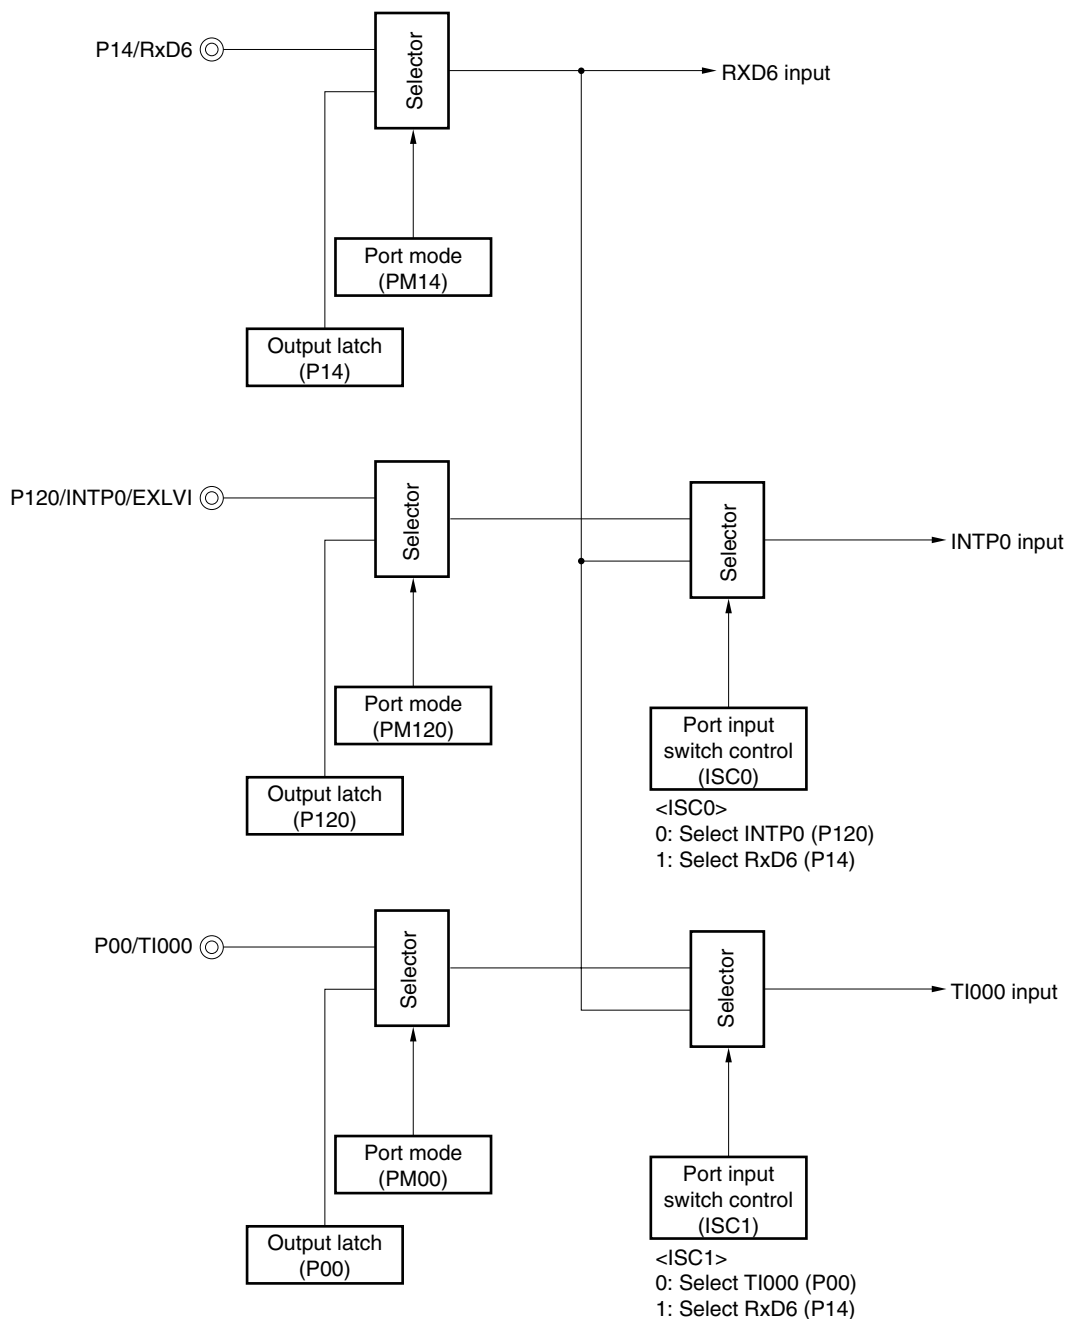 P14/RxD6
Selector
RXD6 input
Port mode
(PM14)
Output latch
(P14)
P120/INTP0/EXLVI
Selector
Selector
INTP0 input
Port mode
(PM120)
Port input
switch control
(ISC0)
Output latch
(P120)
<ISC0>
0: Select INTP0 (P120)
1: Select RxD6 (P14)
P00/TI000
Selector
Selector
TI000 input
Port mode
(PM00)
Port input
switch control
(ISC1)
Output latch
(P00)
<ISC1>
0: Select TI000 (P00)
1: Select RxD6 (P14)